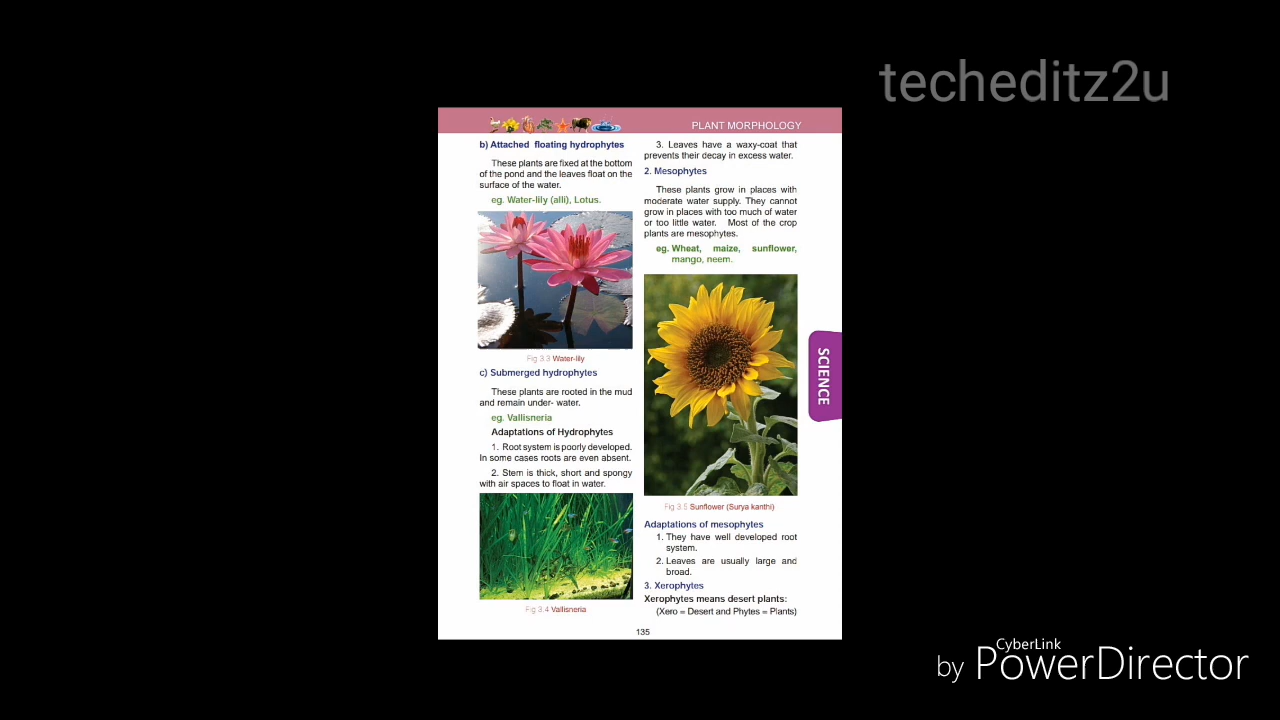 techeditz2u
PLANT MORPHOLOGY
b) Attached floating hydrophytes
These plants are fixed at the bottom
of the pond and the leaves float on the
surface of the water.
eg. Water-lily (alli), Lotus.
Fig 3.3 Water-lily
c) Submerged hydrophytes
These plants are rooted in the mud
and remain under- water.
eg. Vallisneria
Adaptations of Hydrophytes
1. Root system is poorly developed.
In some cases roots are even absent.
2. Stem is thick, short and spongy
with air spaces to float in water.
Fig 3.4 Vallisneria
3. Leaves have a waxy-coat that
prevents their decay in excess water.
2. Mesophytes
These plants grow in places with
moderate water supply. They cannot
grow in places with too much of water
or too little water. Most of the crop
plants are mesophytes.
eg. Wheat, maize, sunflower,
mango, neem.
Fig 3.5 Sunflower (Surya kanthi)
Adaptations of mesophytes
1. They have well developed root
system.
2. Leaves are usually large and
broad.
3. Xerophytes
Xerophytes means desert plants:
(Xero = Desert and Phytes = Plants)
SCIENCE
135
by CyberLink
PowerDirector